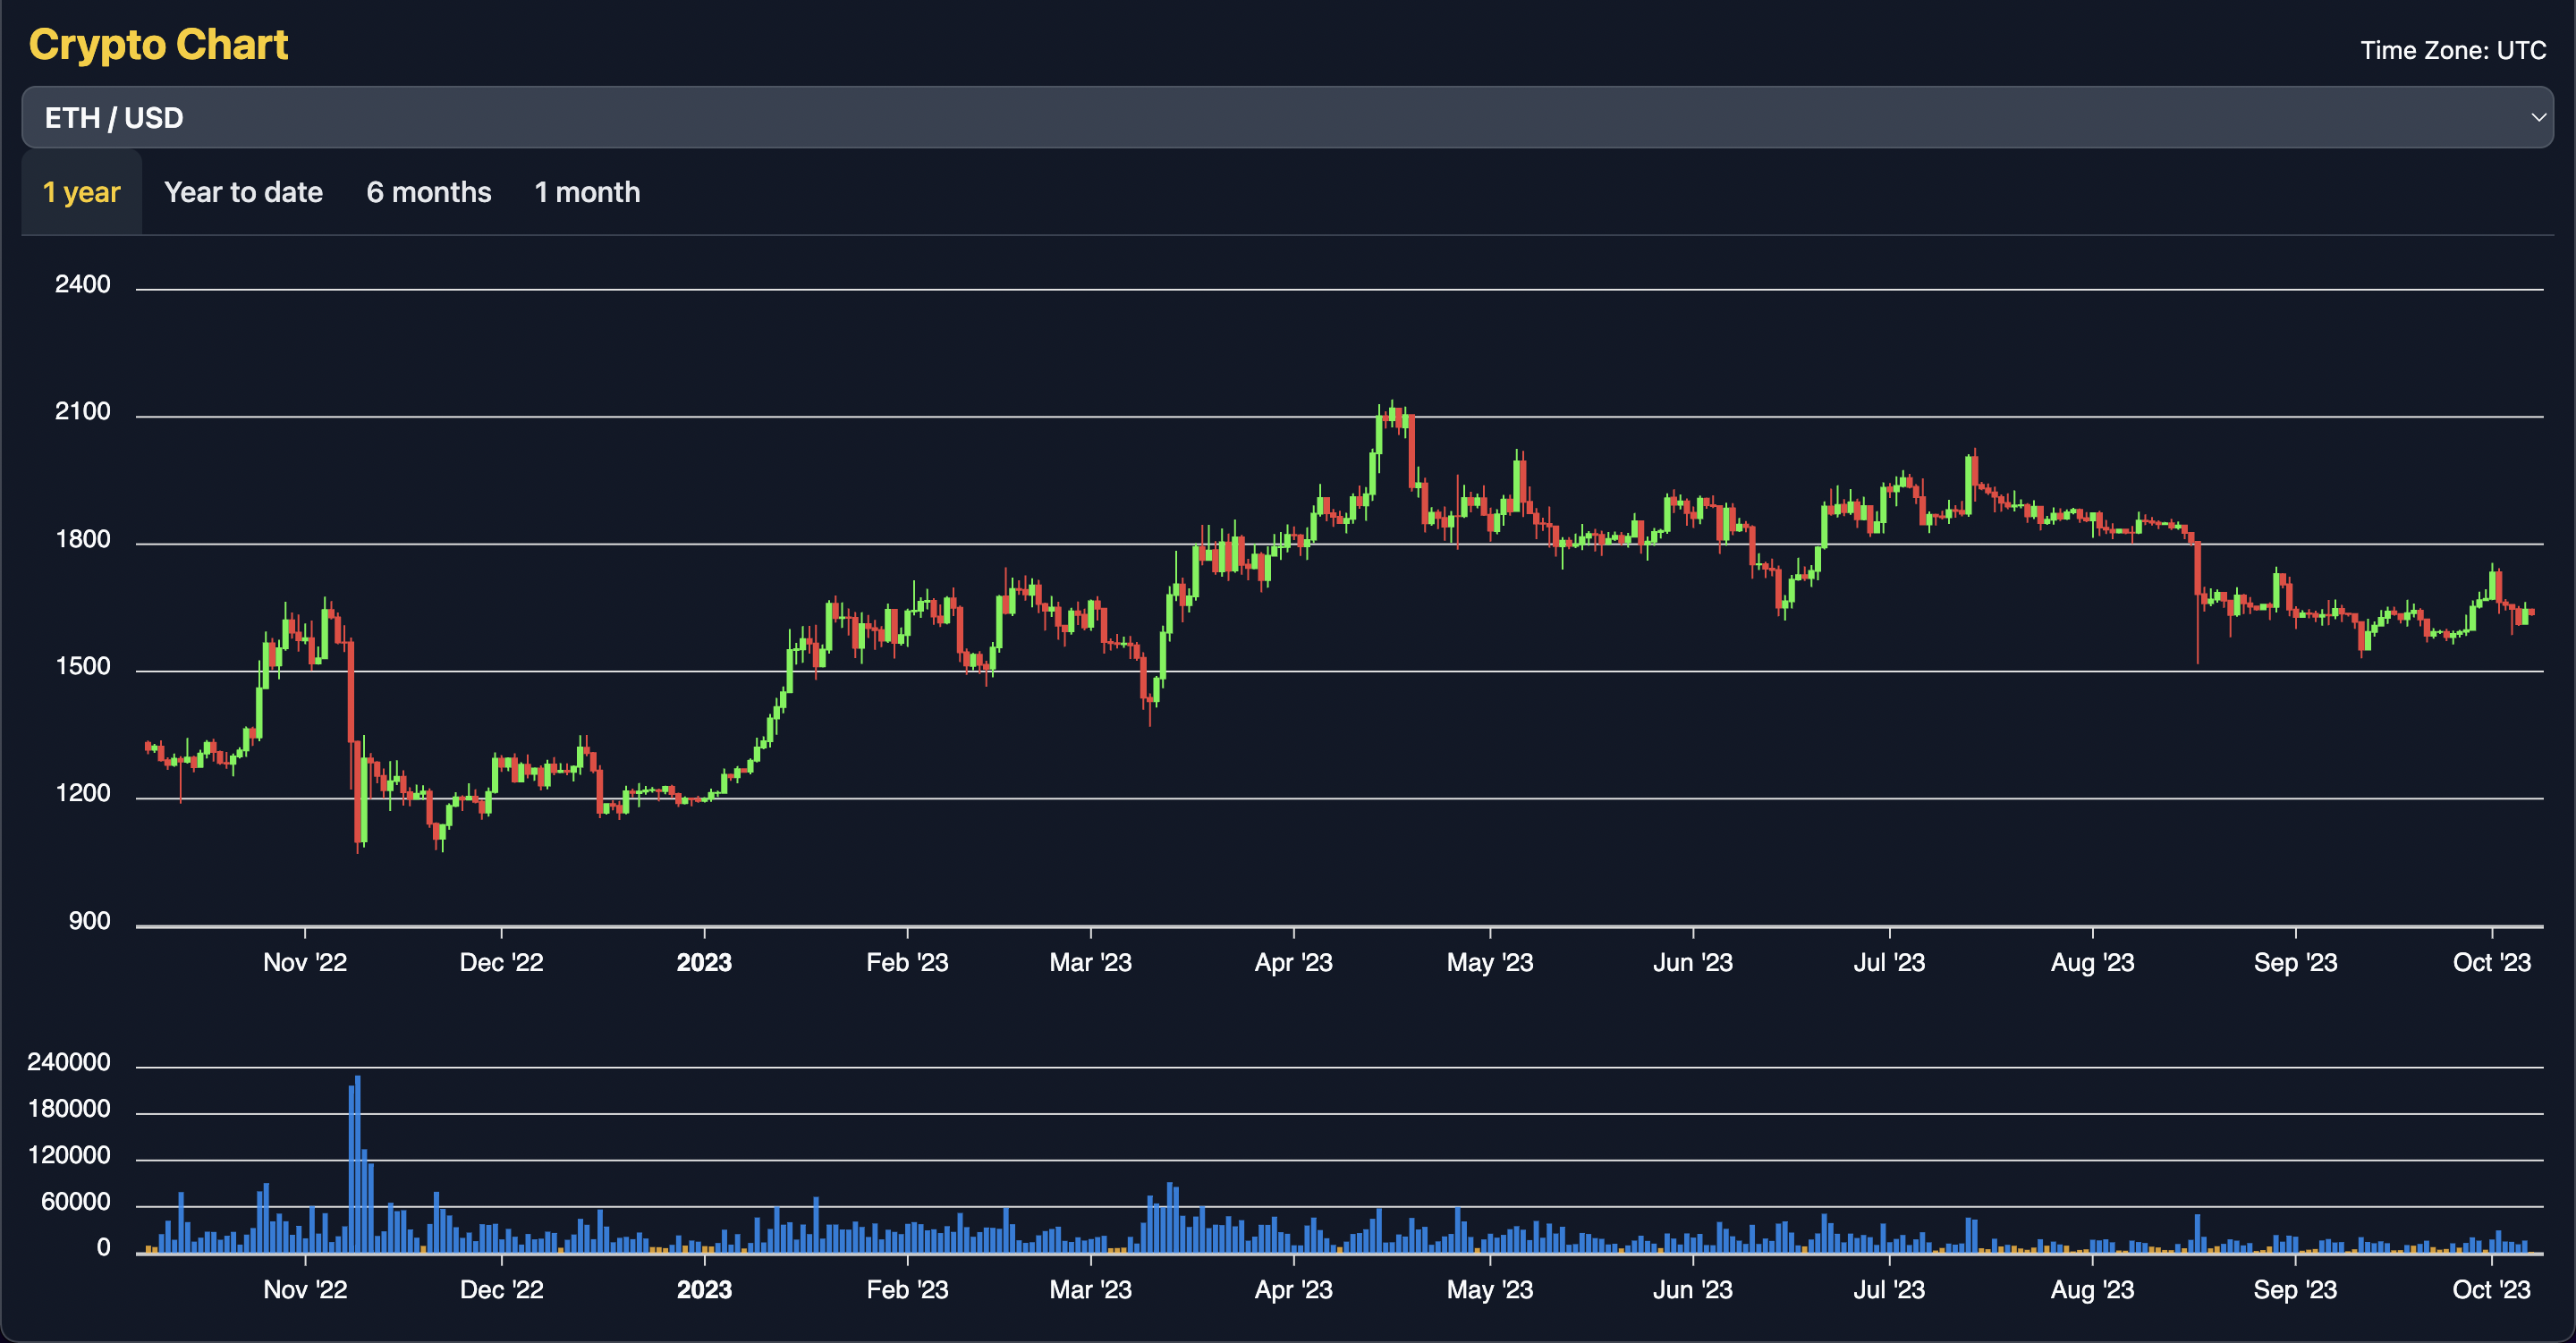 Crypto Chart
Time Zone: UTC
ETH / USD
1 year Year to date 6 months 1 month
2400
2100
1800
1500
1200
900
Nov '22 Dec '22 2023 Feb '23 Mar '23 Apr '23 May '23 Jun '23 Jul '23 Aug '23 Sep '23 Oct '23
240000
180000
120000
60000
0
Nov '22 Dec '22 2023 Feb '23 Mar '23 Apr '23 May '23 Jun '23 Jul '23 Aug '23 Sep '23 Oct '23